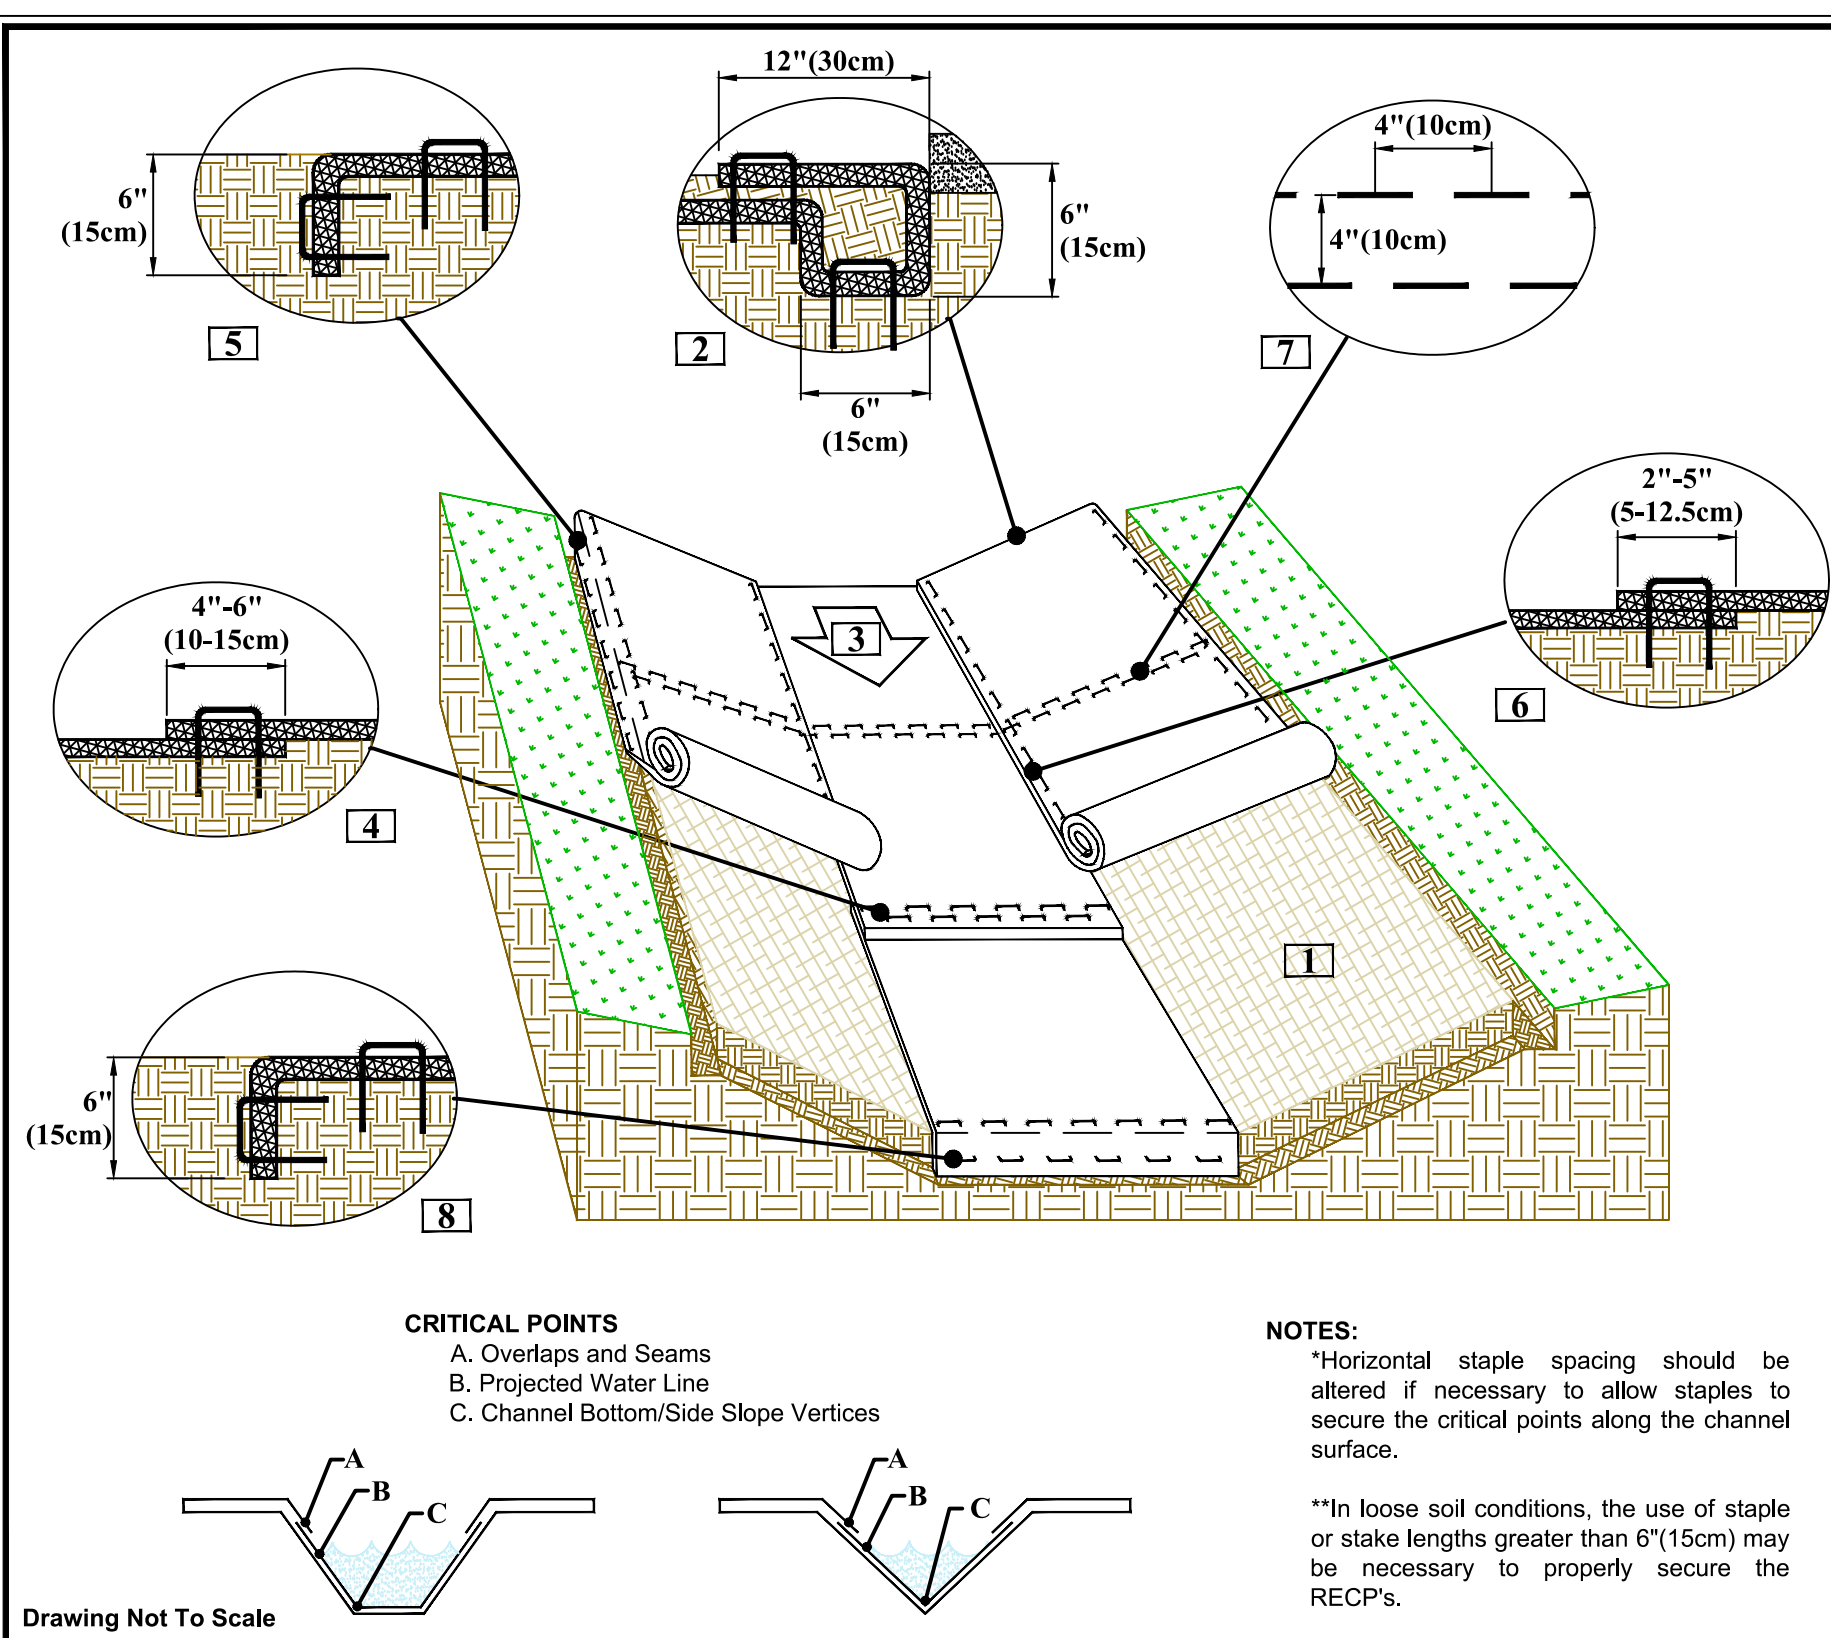 12"(30cm)
6"
(15cm)
5
6"
(15cm)
2
6"
(15cm)
4"(10cm)
4"(10cm)
7
2"-5"
(5-12.5cm)
6
4"-6"
(10-15cm)
4
3
1
6"
(15cm)
8
CRITICAL POINTS
A. Overlaps and Seams
B. Projected Water Line
C. Channel Bottom/Side Slope Vertices
A
B
C
A
B
C
NOTES:
*Horizontal staple spacing should be
altered if necessary to allow staples to
secure the critical points along the channel
surface.
**In loose soil conditions, the use of staple
or stake lengths greater than 6"(15cm) may
be necessary to properly secure the
RECP's.
Drawing Not To Scale